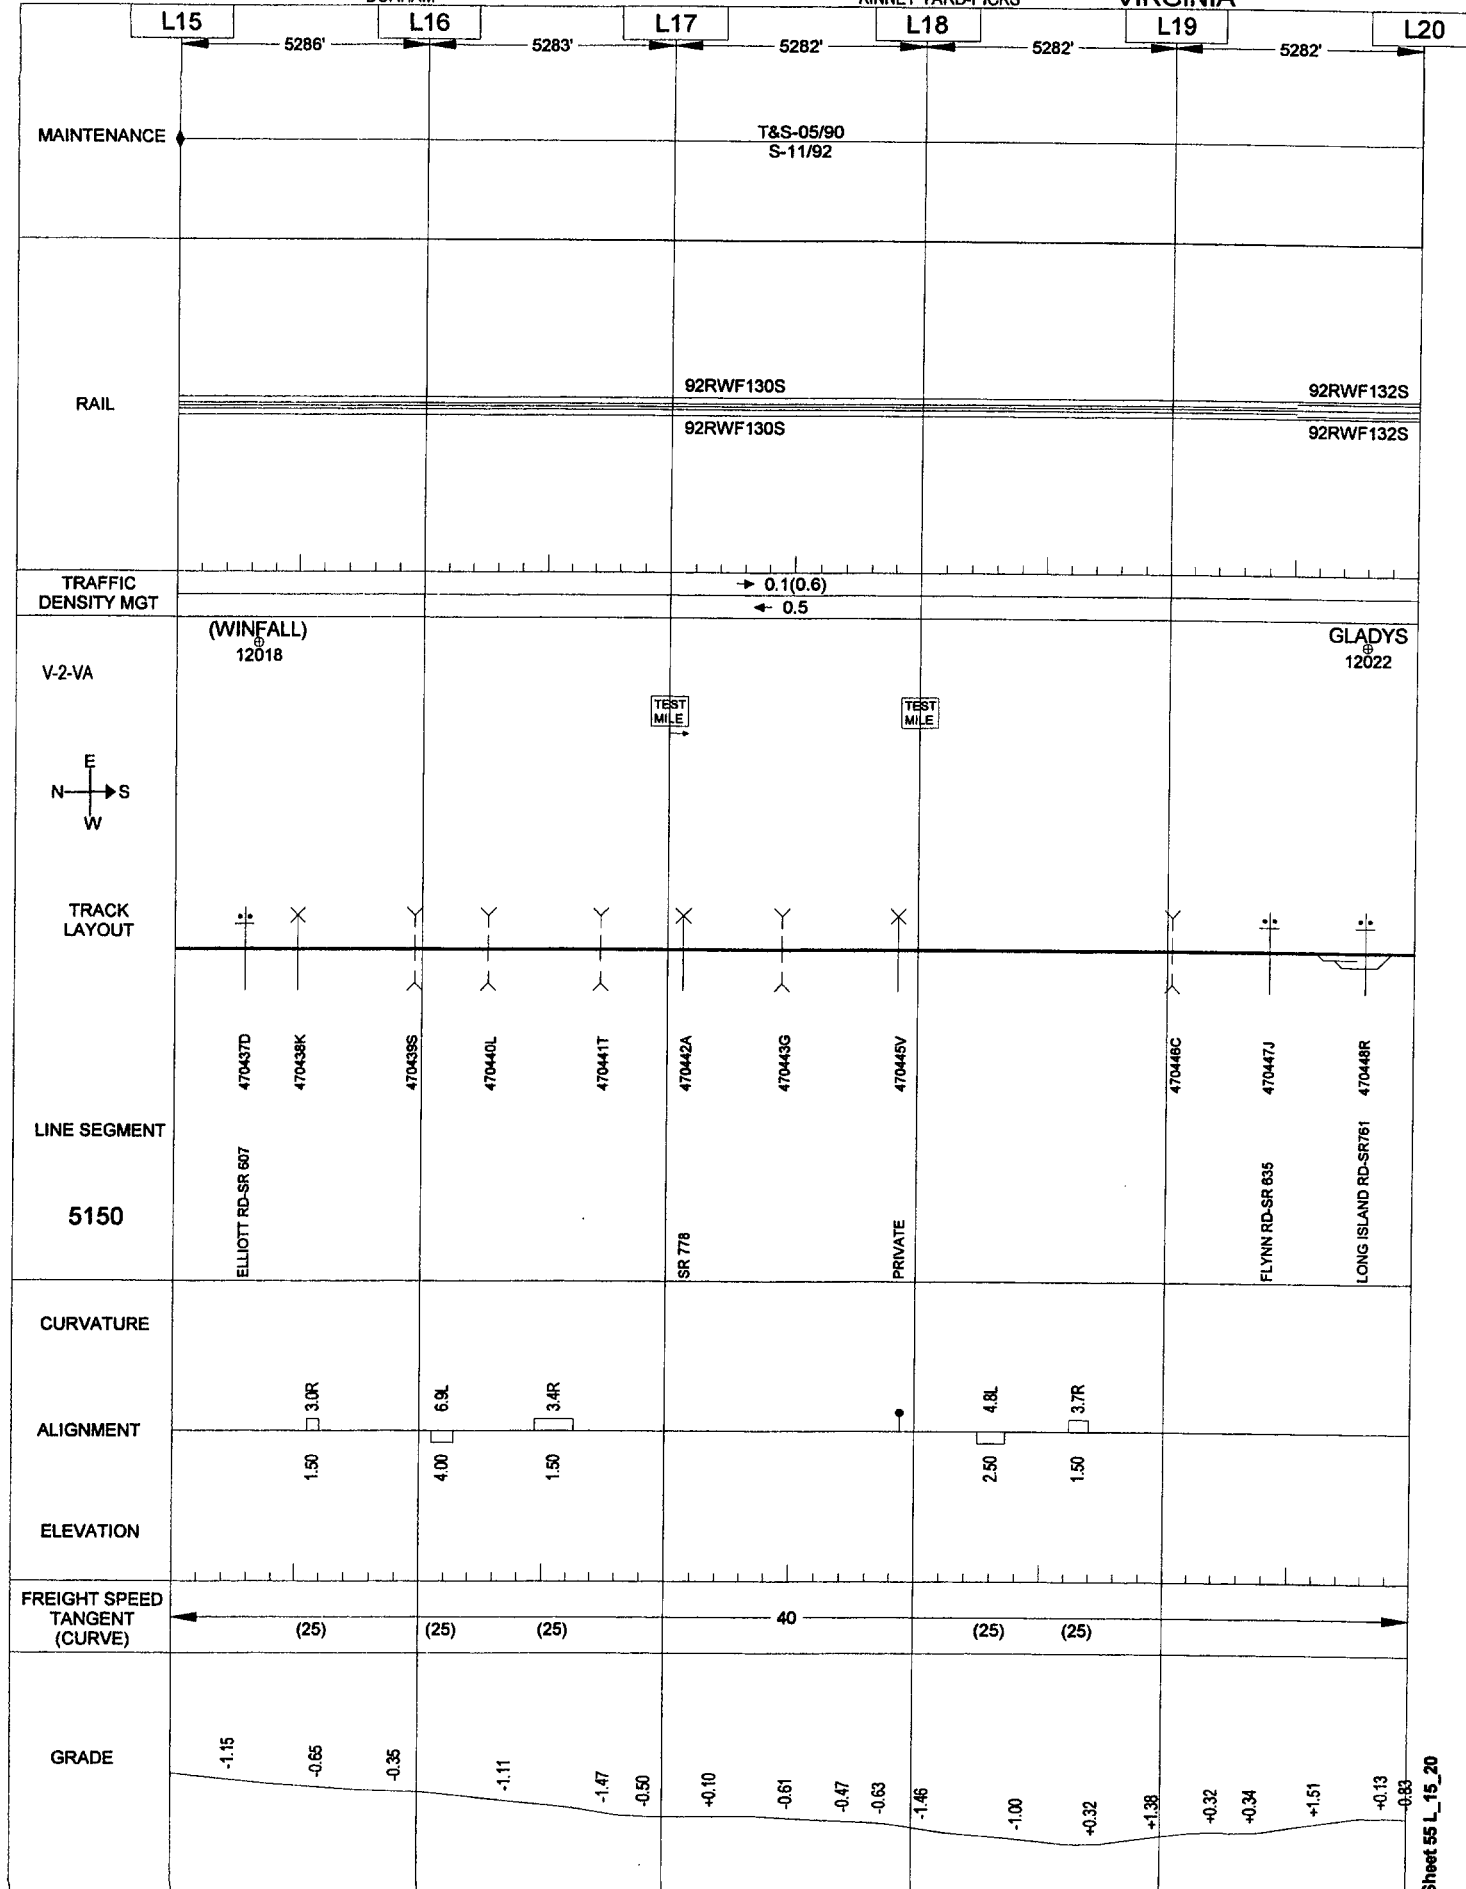 VIRGINIA
L15 L16 L17 L18 L19 L20
5286' 5283' 5282' 5282' 5282'
MAINTENANCE
T&S-05/90
S-11/92
RAIL
92RWF130S 92RWF132S
92RWF130S 92RWF132S
TRAFFIC
DENSITY MGT
0.1(0.6)
0.5
(WINFALL)
12018
GLADYS
12022
V-2-VA
TEST
MILE
TEST
MILE
E
N S
W
TRACK
LAYOUT
470437D
470438K
470439S
470440L
470441T
470442A
470443G
470445V
470446C
470447J
470448R
LINE SEGMENT
5150
ELLIOTT RD-SR 607
SR 778
PRIVATE
FLYNN RD-SR 635
LONG ISLAND RD-SR761
CURVATURE
3.0R 6.9L 3.4R 4.8L 3.7R
ALIGNMENT
1.50 4.00 1.50 2.50 1.50
ELEVATION
FREIGHT SPEED
TANGENT
(CURVE)
40
(25) (25) (25) (25) (25)
GRADE
-1.15
-0.65
-0.35
-1.11
-1.47
-0.50
+0.10
-0.61
-0.47
-0.63
-1.46
-1.00
+0.32
+1.38
+0.32
+0.34
+1.51
+0.13
-0.83
Sheet 55 L_15_20